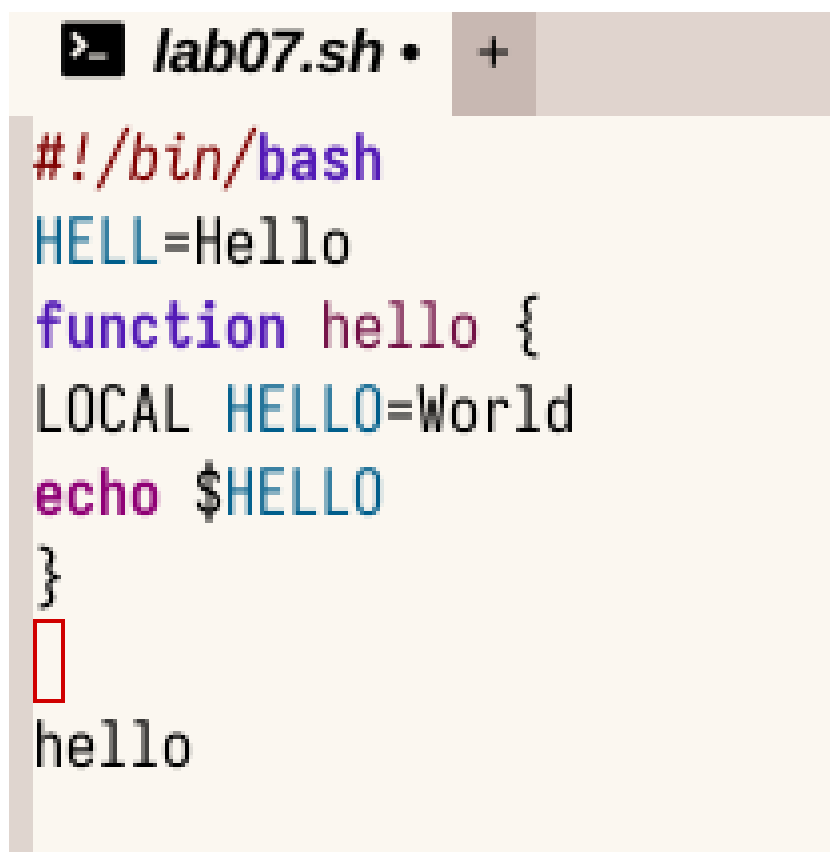 lab07.sh • +
#!/bin/bash
HELL=Hello
function hello {
LOCAL HELLO=World
echo $HELLO
}
hello